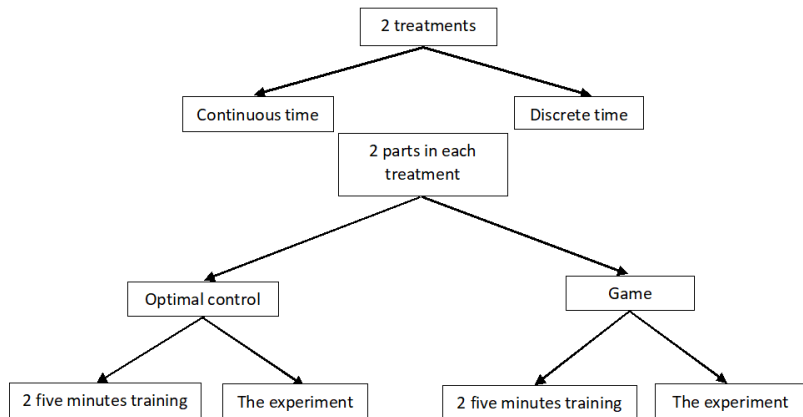 2 treatments
Continuous time
Discrete time
2 parts in each
treatment
Optimal control
Game
2 five minutes training
The experiment
2 five minutes training
The experiment